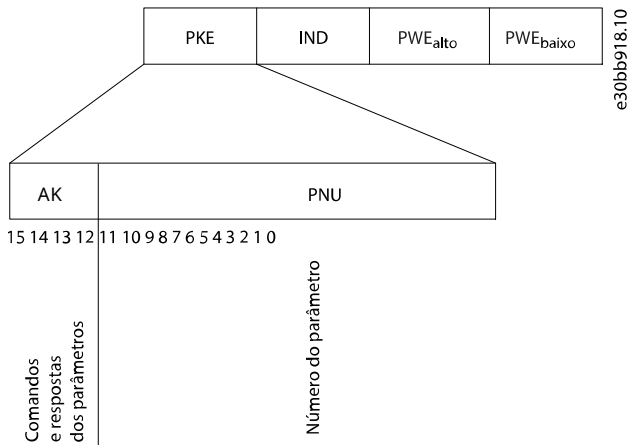 PKE IND PWEalto PWEbaixo
e30bb918.10
AK PNU
15 14 13 12 11 10 9 8 7 6 5 4 3 2 1 0
Comandos
e respostas
dos parâmetros
Número do parâmetro